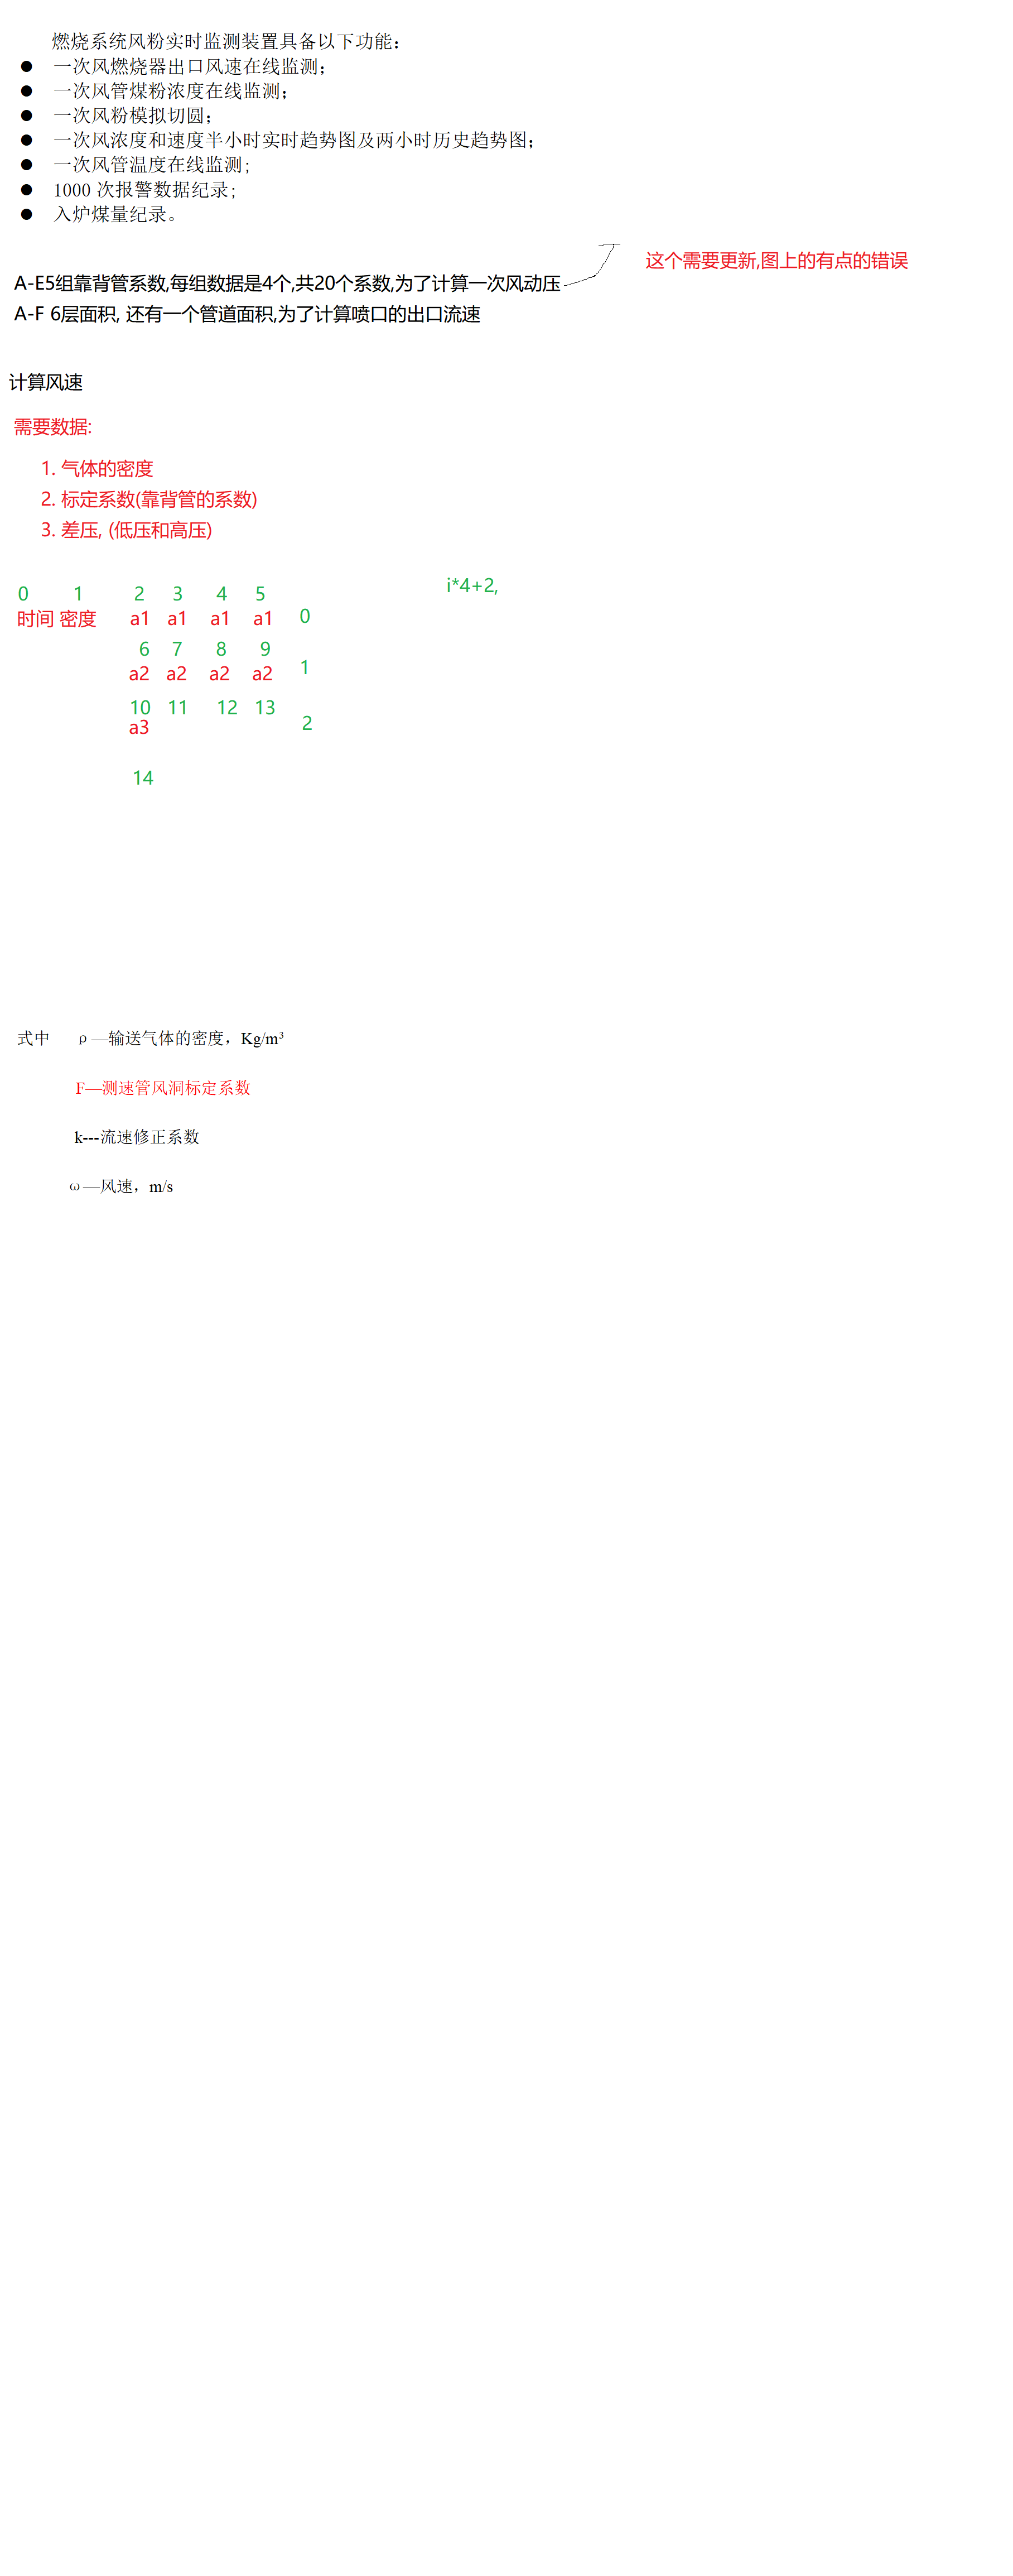 燃烧系统风粉实时监测装置具备以下功能：
● 一次风燃烧器出口风速在线监测；
● 一次风管煤粉浓度在线监测；
● 一次风粉模拟切圆；
● 一次风浓度和速度半小时实时趋势图及两小时历史趋势图；
● 一次风管温度在线监测；
● 1000 次报警数据纪录；
● 入炉煤量纪录。
这个需要更新,图上的有点的错误
A-E5组靠背管系数,每组数据是4个,共20个系数,为了计算一次风动压
A-F 6层面积, 还有一个管道面积,为了计算喷口的出口流速
计算风速
需要数据:
1. 气体的密度
2. 标定系数(靠背管的系数)
3. 差压, (低压和高压)
i*4+2,
0 1 2 3 4 5
时间 密度 a1 a1 a1 a1 0
6 7 8 9
a2 a2 a2 a2 1
10 11 12 13
a3 2
14
式中 ρ—输送气体的密度，Kg/m³
F—测速管风洞标定系数
k---流速修正系数
ω—风速，m/s